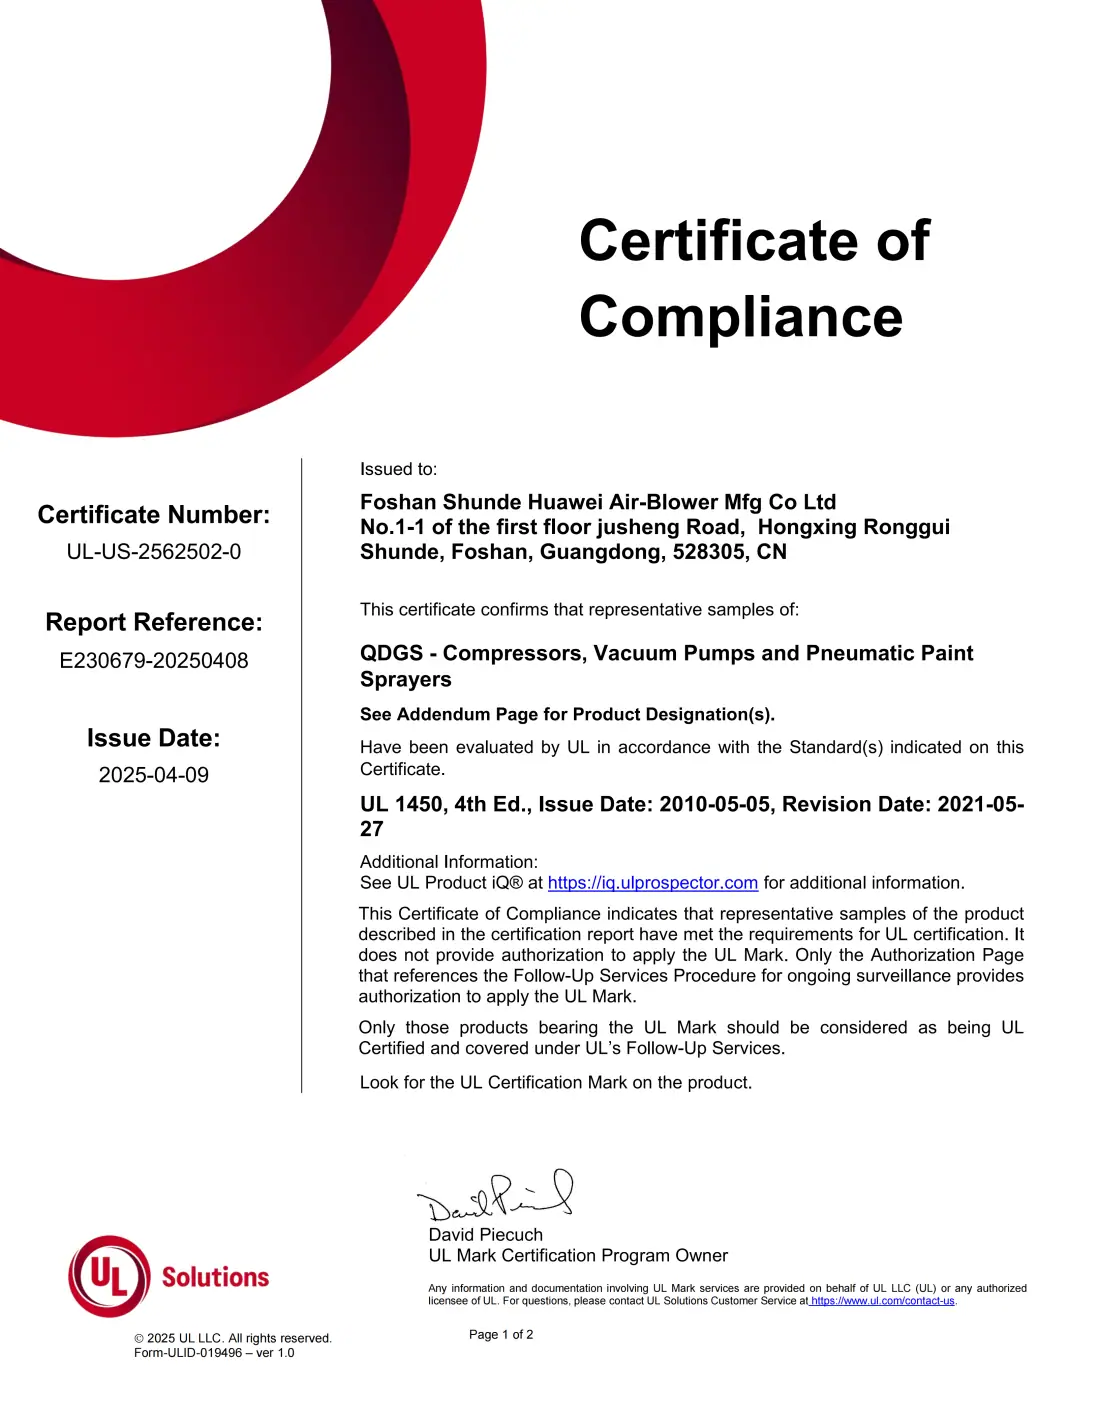 Certificate of
Compliance
Certificate Number:
UL-US-2562502-0
Report Reference:
E230679-20250408
Issue Date:
2025-04-09
Issued to:
Foshan Shunde Huawei Air-Blower Mfg Co Ltd
No.1-1 of the first floor jusheng Road,  Hongxing Ronggui
Shunde, Foshan, Guangdong, 528305, CN
This certificate confirms that representative samples of:
QDGS - Compressors, Vacuum Pumps and Pneumatic Paint
Sprayers
See Addendum Page for Product Designation(s).
Have been evaluated by UL in accordance with the Standard(s) indicated on this
Certificate.
UL 1450, 4th Ed., Issue Date: 2010-05-05, Revision Date: 2021-05-
27
Additional Information:
See UL Product iQ® at https://iq.ulprospector.com for additional information.
This Certificate of Compliance indicates that representative samples of the product
described in the certification report have met the requirements for UL certification. It
does not provide authorization to apply the UL Mark. Only the Authorization Page
that references the Follow-Up Services Procedure for ongoing surveillance provides
authorization to apply the UL Mark.
Only those products bearing the UL Mark should be considered as being UL
Certified and covered under UL’s Follow-Up Services.
Look for the UL Certification Mark on the product.
David Piecuch
UL Mark Certification Program Owner
Any information and documentation involving UL Mark services are provided on behalf of UL LLC (UL) or any authorized
licensee of UL. For questions, please contact UL Solutions Customer Service at https://www.ul.com/contact-us.
UL Solutions
© 2025 UL LLC. All rights reserved.
Form-ULID-019496 – ver 1.0
Page 1 of 2